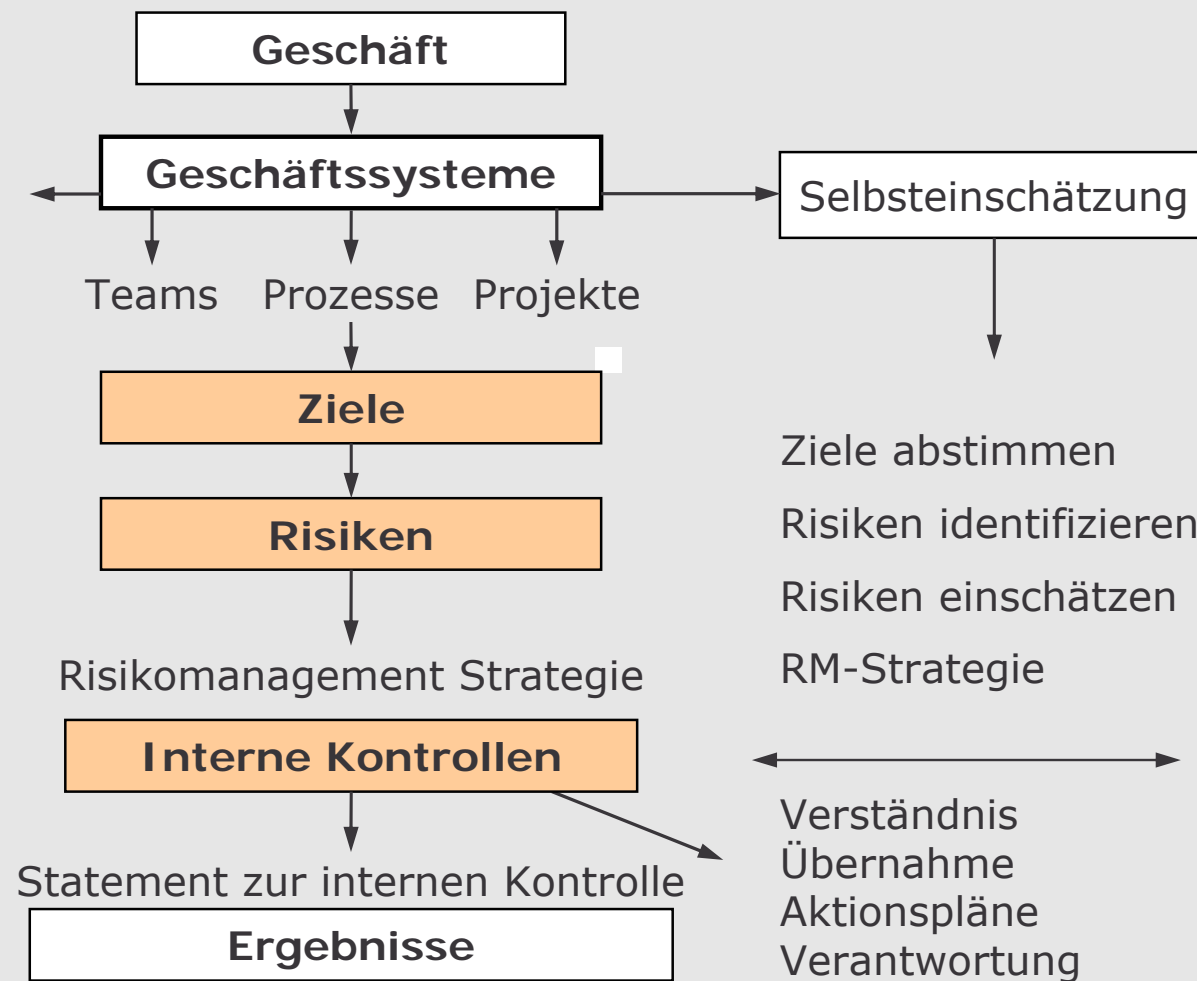 Geschäft
Geschäftssysteme
Selbsteinschätzung
Teams Prozesse Projekte
Ziele
Ziele abstimmen
Risiken
Risiken identifizieren
Risiken einschätzen
Risikomanagement Strategie
RM-Strategie
Interne Kontrollen
Verständnis
Übernahme
Statement zur internen Kontrolle
Aktionspläne
Ergebnisse
Verantwortung